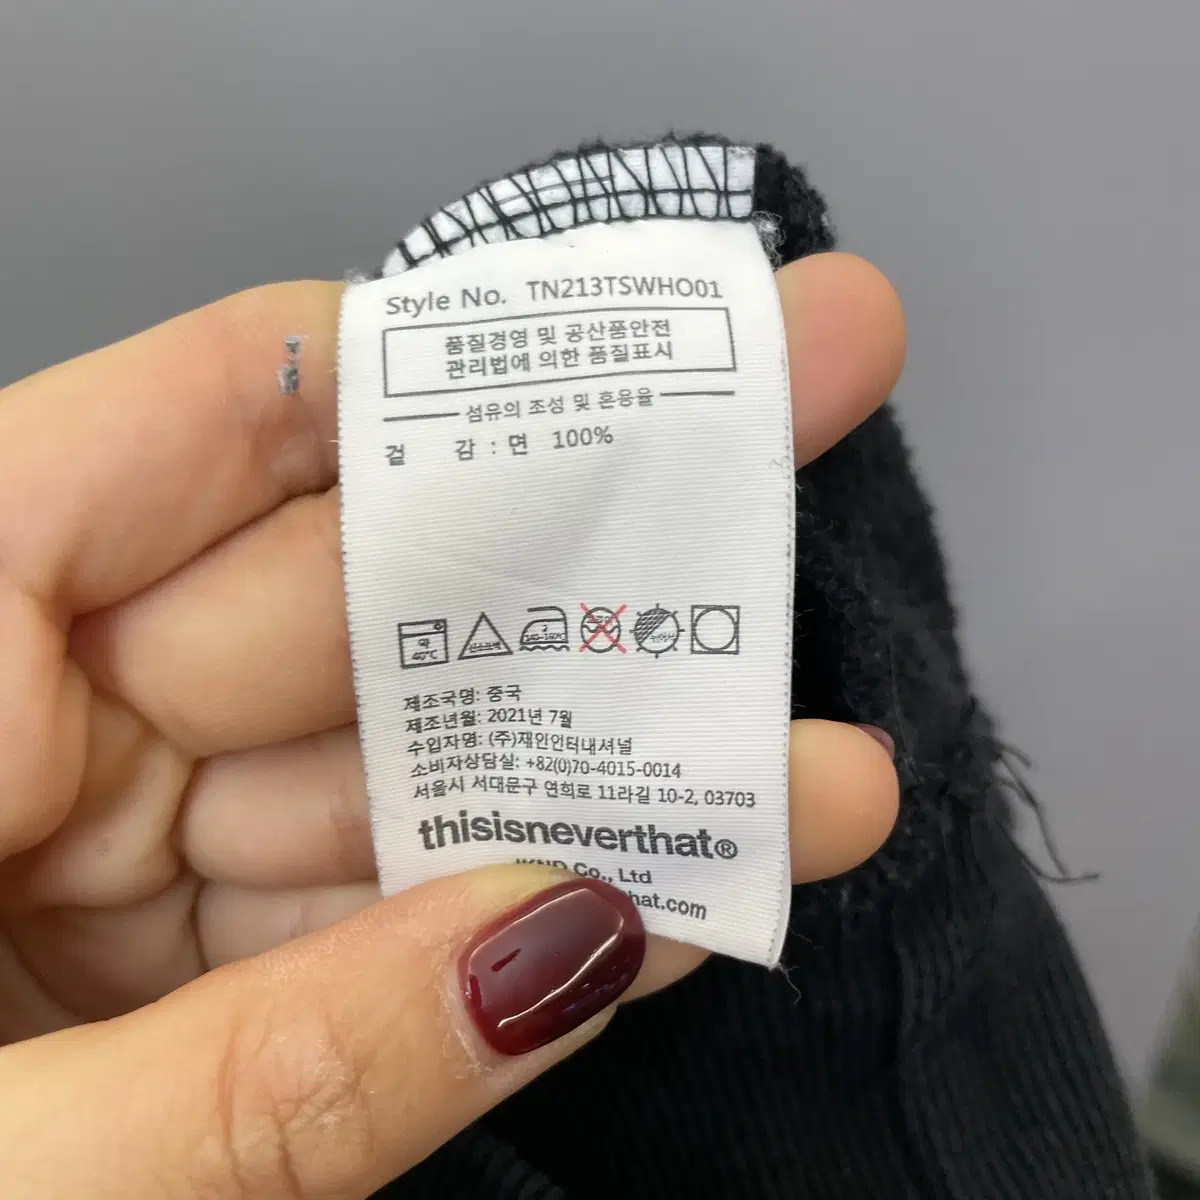 Style No. TN213TSWHO01
품질경영 및 공산품안전
관리법에 의한 품질표시
섬유의 조성 및 혼용율
겉 감 : 면 100%
약 40℃
제조국명: 중국
제조년월: 2021년 7월
수입자명: (주)재인인터내셔널
소비자상담실: +82(0)70-4015-0014
서울시 서대문구 연희로 11라길 10-2, 03703
thisisneverthat®
Co., Ltd
hat.com